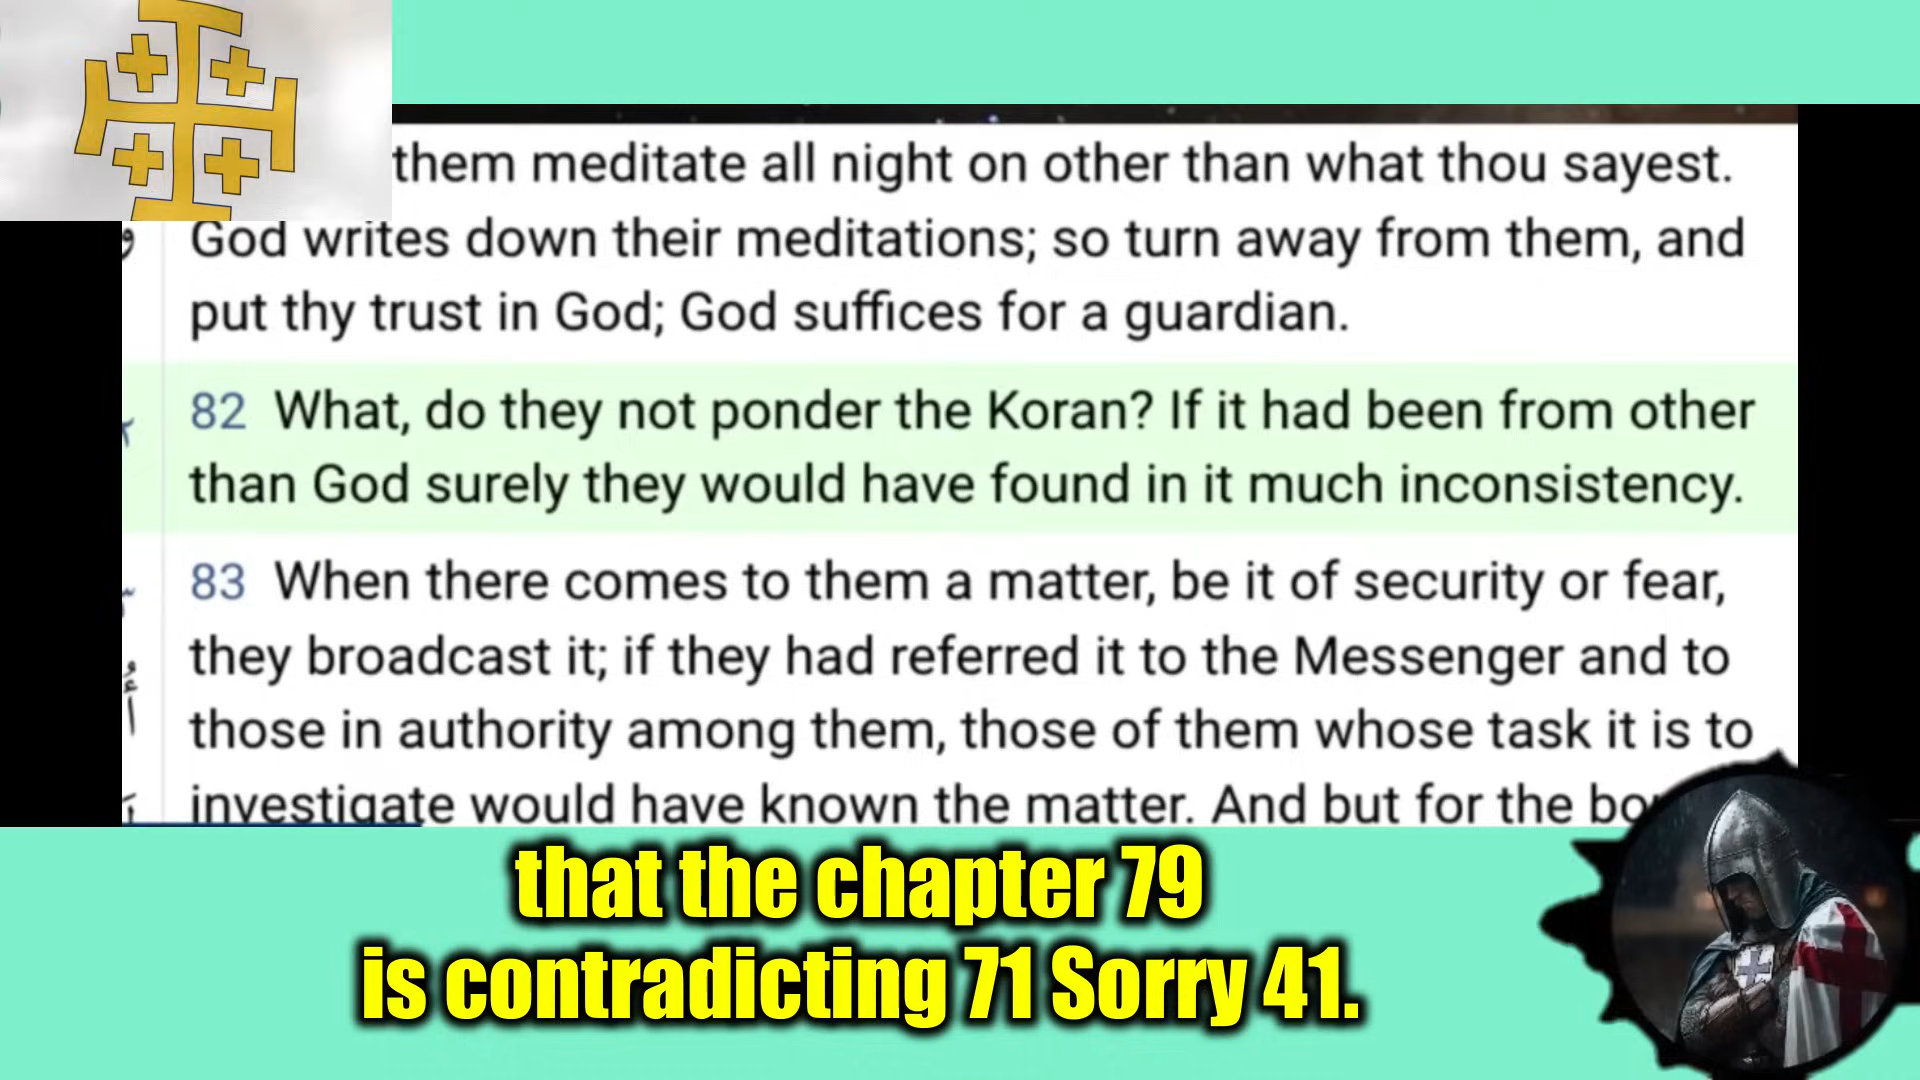 them meditate all night on other than what thou sayest.
God writes down their meditations; so turn away from them, and
put thy trust in God; God suffices for a guardian.
82 What, do they not ponder the Koran? If it had been from other
than God surely they would have found in it much inconsistency.
83 When there comes to them a matter, be it of security or fear,
they broadcast it; if they had referred it to the Messenger and to
those in authority among them, those of them whose task it is to
investigate would have known the matter. And but for the
that the chapter 79
is contradicting 71 Sorry 41.